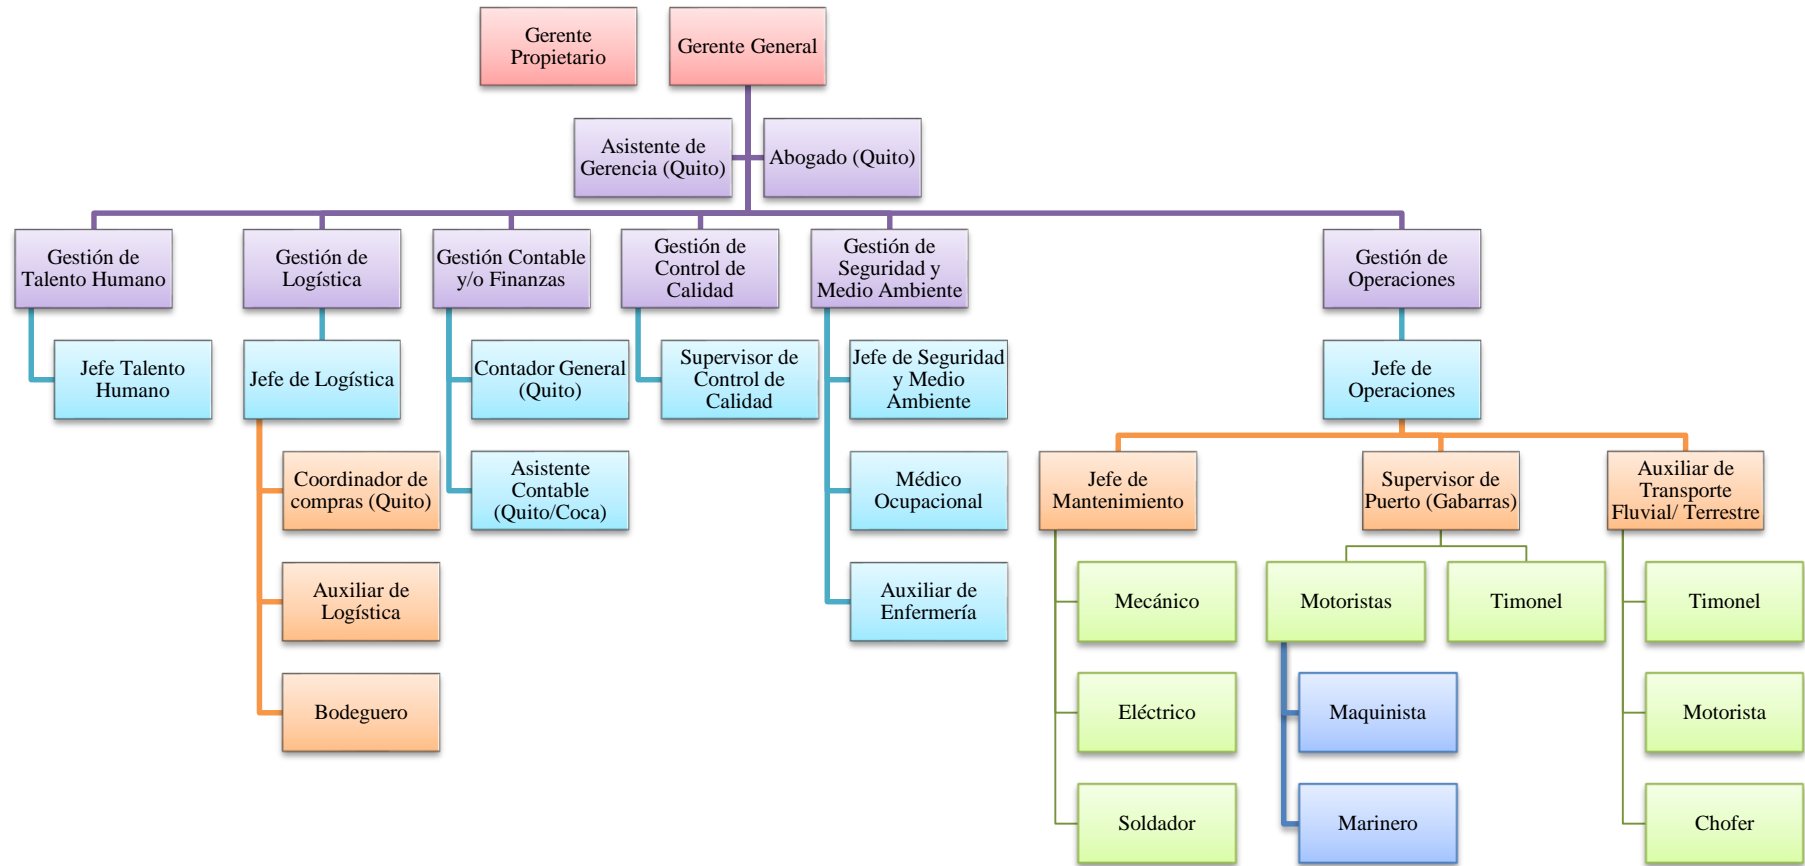 Gerente
Propietario
Gerente General
Asistente de
Gerencia (Quito)
Abogado (Quito)
Gestión de
Talento Humano
Gestión de
Logística
Gestión Contable
y/o Finanzas
Gestión de
Control de
Calidad
Gestión de
Seguridad y
Medio Ambiente
Gestión de
Operaciones
Jefe Talento
Humano
Jefe de Logística
Contador General
(Quito)
Supervisor de
Control de
Calidad
Jefe de Seguridad
y Medio
Ambiente
Jefe de
Operaciones
Coordinador de
compras (Quito)
Asistente
Contable
(Quito/Coca)
Médico
Ocupacional
Jefe de
Mantenimiento
Supervisor de
Puerto (Gabarras)
Auxiliar de
Transporte
Fluvial/ Terrestre
Auxiliar de
Logística
Auxiliar de
Enfermería
Mecánico
Motoristas
Timonel
Timonel
Bodeguero
Eléctrico
Maquinista
Motorista
Soldador
Marinero
Chofer